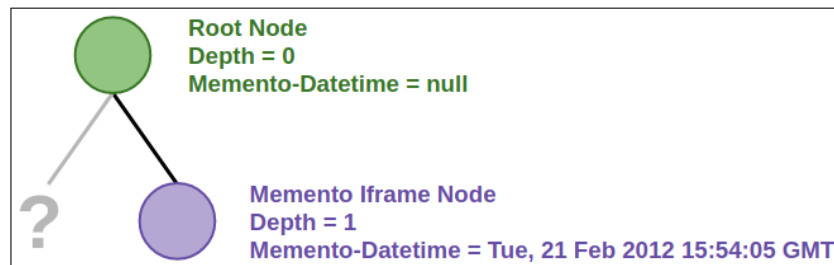 Root Node
Depth = 0
Memento-Datetime = null
?
Memento Iframe Node
Depth = 1
Memento-Datetime = Tue, 21 Feb 2012 15:54:05 GMT